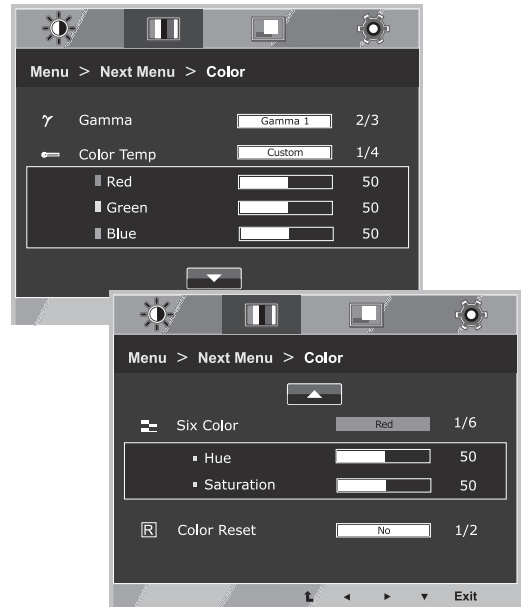 Menu > Next Menu > Color
γ Gamma Gamma 1 2/3
Color Temp Custom 1/4
Red 50
Green 50
Blue 50
Menu > Next Menu > Color
Six Color Red 1/6
Hue 50
Saturation 50
R Color Reset No 1/2
Exit